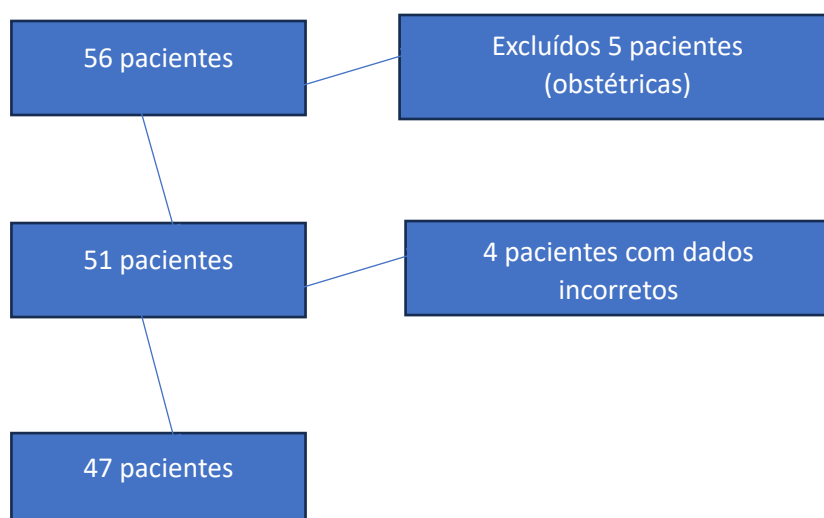 56 pacientes
Excluídos 5 pacientes
(obstétricas)
51 pacientes
4 pacientes com dados
incorretos
47 pacientes